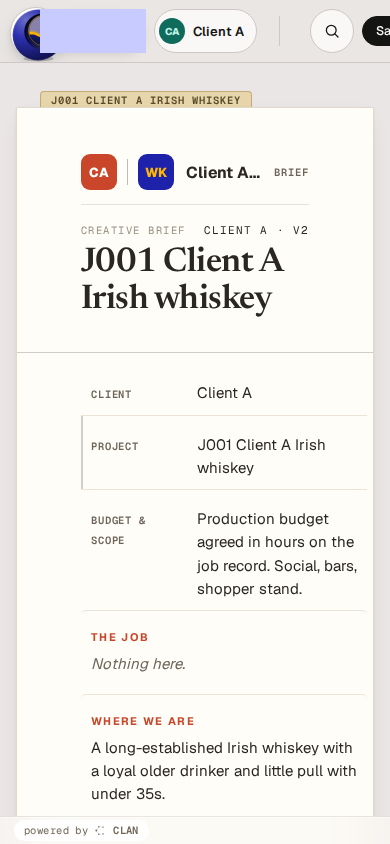 CA Client A
Sa
J001 CLIENT A IRISH WHISKEY
CA WK Client A... BRIEF
CREATIVE BRIEF CLIENT A · V2
J001 Client A
Irish whiskey
CLIENT Client A
PROJECT J001 Client A Irish
whiskey
BUDGET & Production budget
SCOPE agreed in hours on the
job record. Social, bars,
shopper stand.
THE JOB
Nothing here.
WHERE WE ARE
A long-established Irish whiskey with
a loyal older drinker and little pull with
under 35s.
powered by CLAN